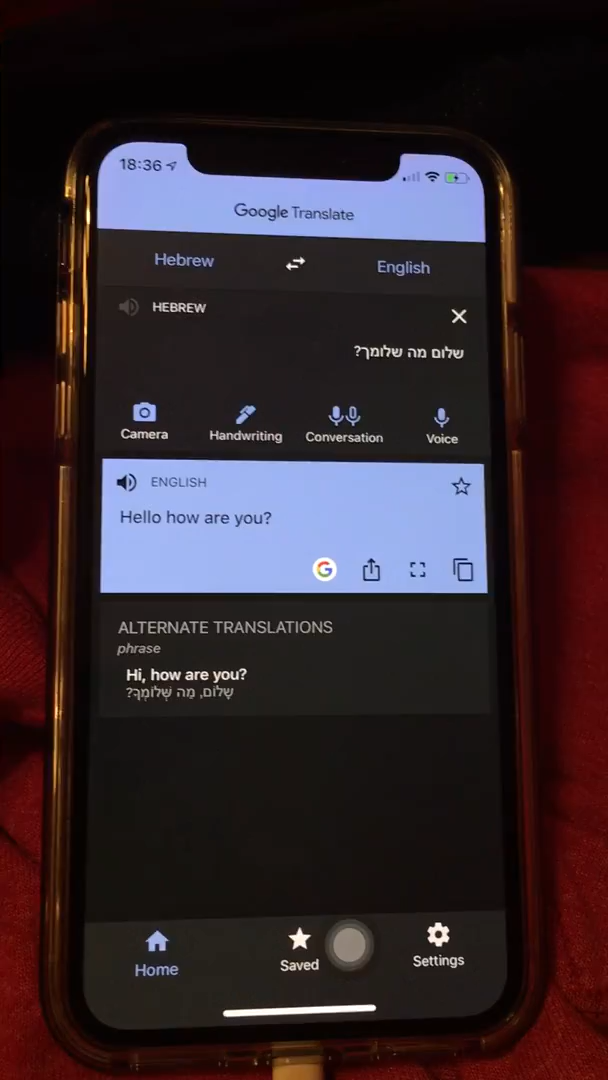 18:36
Google Translate
Hebrew
English
HEBREW
שלום מה שלומך?
Camera
Handwriting
Conversation
Voice
ENGLISH
Hello how are you?
G
ALTERNATE TRANSLATIONS
phrase
Hi, how are you?
שָׁלוֹם, מַה שְׁלוֹמְךָ?
Home
Saved
Settings